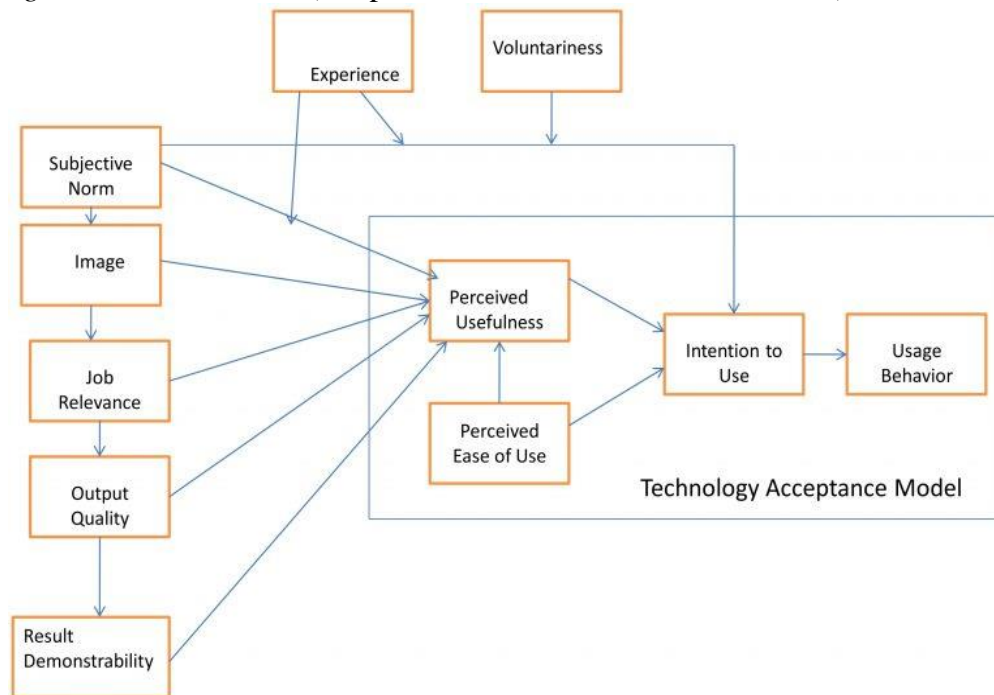 Experience
Voluntariness
Subjective
Norm
Image
Job
Relevance
Output
Quality
Result
Demonstrability
Perceived
Usefulness
Perceived
Ease of Use
Intention to
Use
Usage
Behavior
Technology Acceptance Model